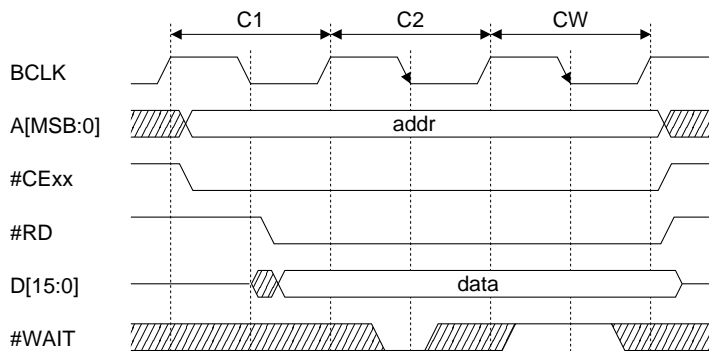 C1 C2 CW
BCLK
A[MSB:0] addr
#CExx
#RD
D[15:0] data
#WAIT